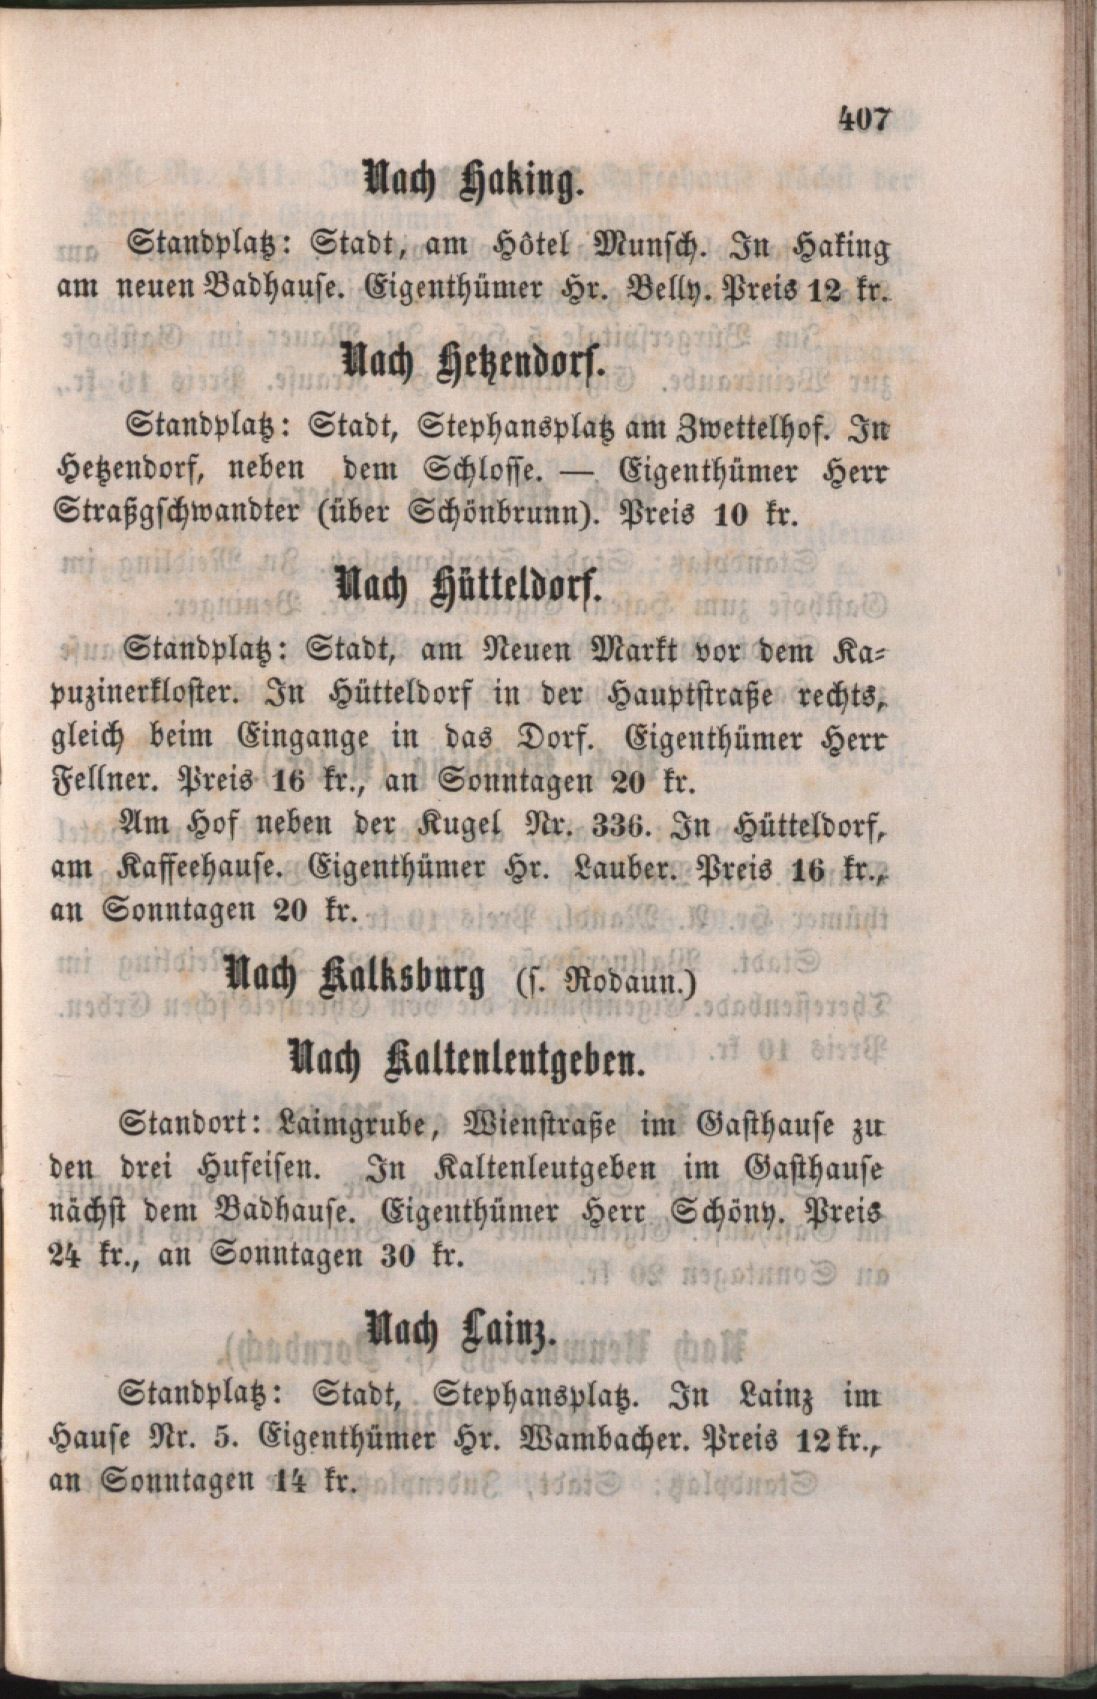 407
Nach Haking.
Standplatz: Stadt, am Hôtel Munsch. In Haking
am neuen Badhause. Eigenthümer Hr. Belly. Preis 12 kr.
Nach Hetzendorf.
Standplatz: Stadt, Stephansplatz am Zwettelhof. In
Hetzendorf, neben dem Schlosse. — Eigenthümer Herr
Straßgschwandter (über Schönbrunn). Preis 10 kr.
Nach Hütteldorf.
Standplatz: Stadt, am Neuen Markt vor dem Ka-
puzinerkloster. In Hütteldorf in der Hauptstraße rechts,
gleich beim Eingange in das Dorf. Eigenthümer Herr
Fellner. Preis 16 kr., an Sonntagen 20 kr.
Am Hof neben der Kugel Nr. 336. In Hütteldorf,
am Kaffeehause. Eigenthümer Hr. Lauber. Preis 16 kr.,
an Sonntagen 20 kr.
Nach Kalksburg (s. Rodaun.)
Nach Kaltenleutgeben.
Standort: Laimgrube, Wienstraße im Gasthause zu
den drei Hufeisen. In Kaltenleutgeben im Gasthause
nächst dem Badhause. Eigenthümer Herr Schöny. Preis
24 kr., an Sonntagen 30 kr.
Nach Lainz.
Standplatz: Stadt, Stephansplatz. In Lainz im
Hause Nr. 5. Eigenthümer Hr. Wambacher. Preis 12 kr.,
an Sonntagen 14 kr.